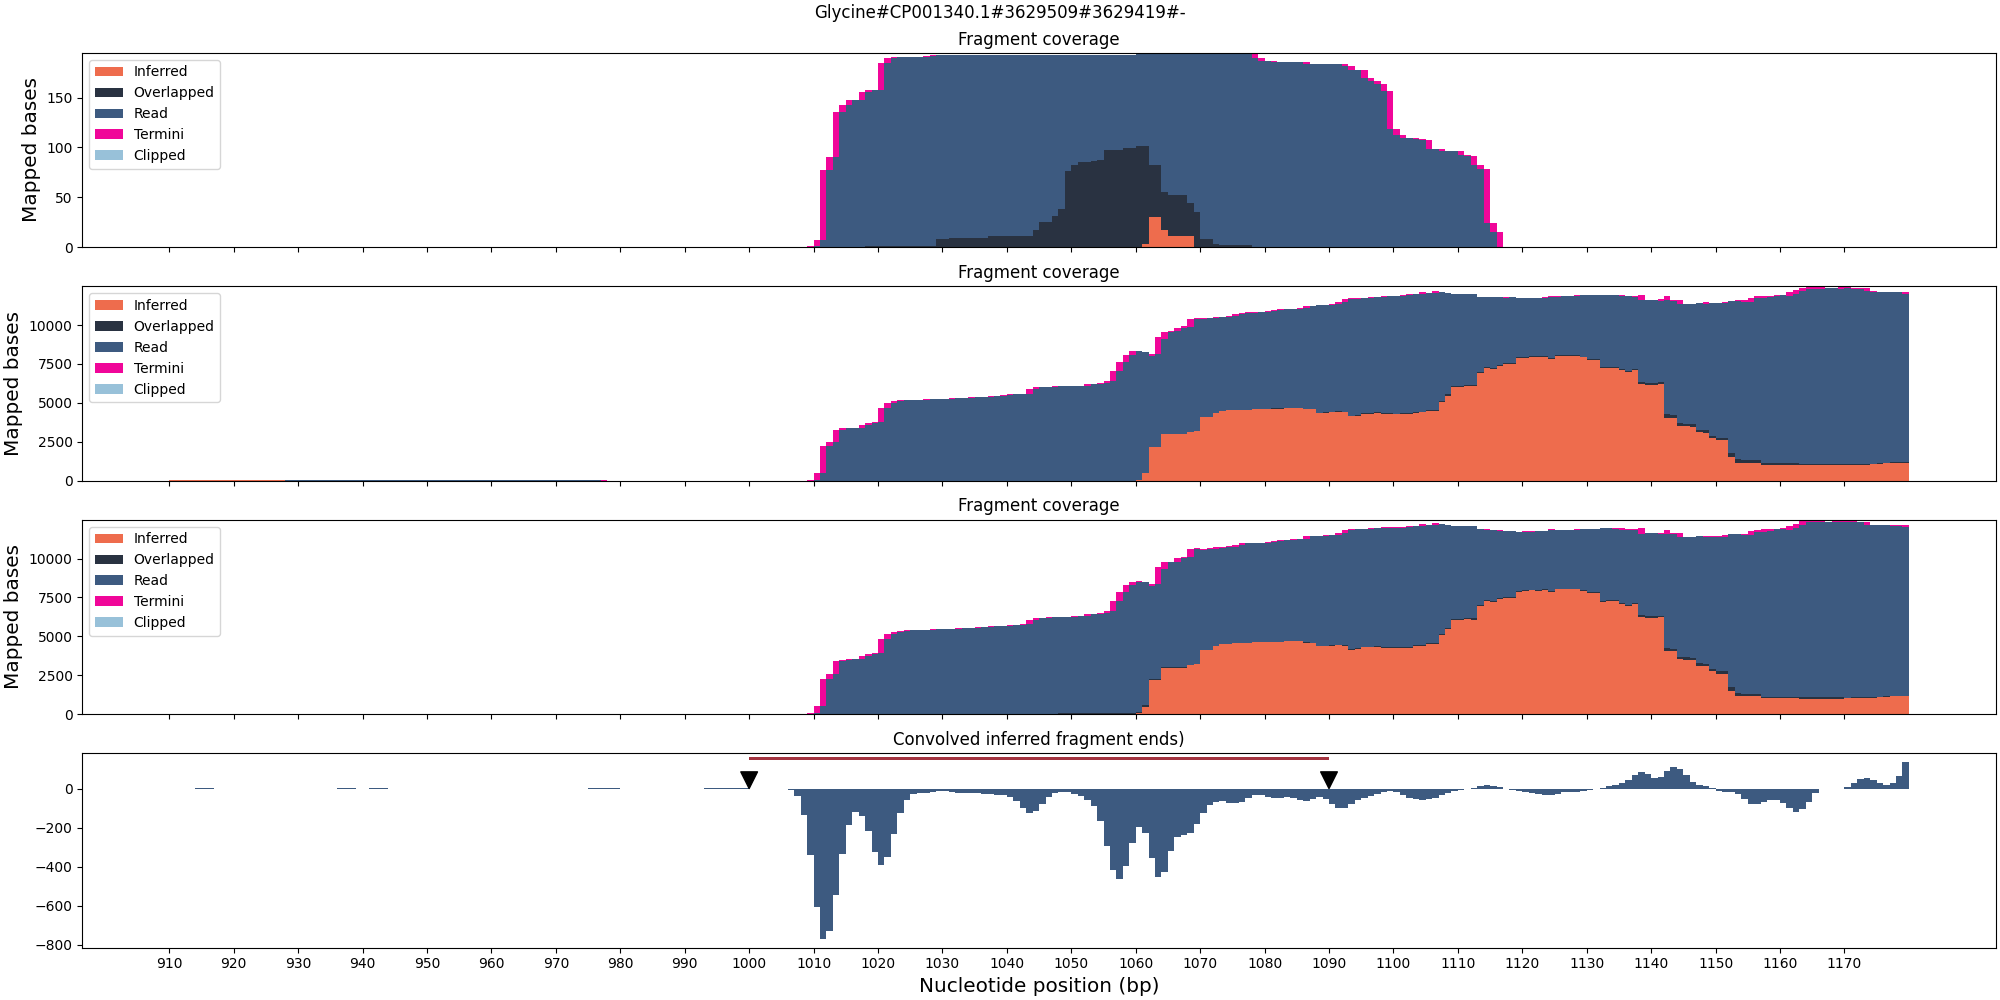 Glycine#CP001340.1#3629509#3629419#-
Fragment coverage
Mapped bases
150
100
50
0
Inferred
Overlapped
Read
Termini
Clipped
Fragment coverage
Mapped bases
10000
7500
5000
2500
0
Inferred
Overlapped
Read
Termini
Clipped
Fragment coverage
Mapped bases
10000
7500
5000
2500
0
Inferred
Overlapped
Read
Termini
Clipped
Convolved inferred fragment ends)
0
−200
−400
−600
−800
910 920 930 940 950 960 970 980 990 1000 1010 1020 1030 1040 1050 1060 1070 1080 1090 1100 1110 1120 1130 1140 1150 1160 1170
Nucleotide position (bp)